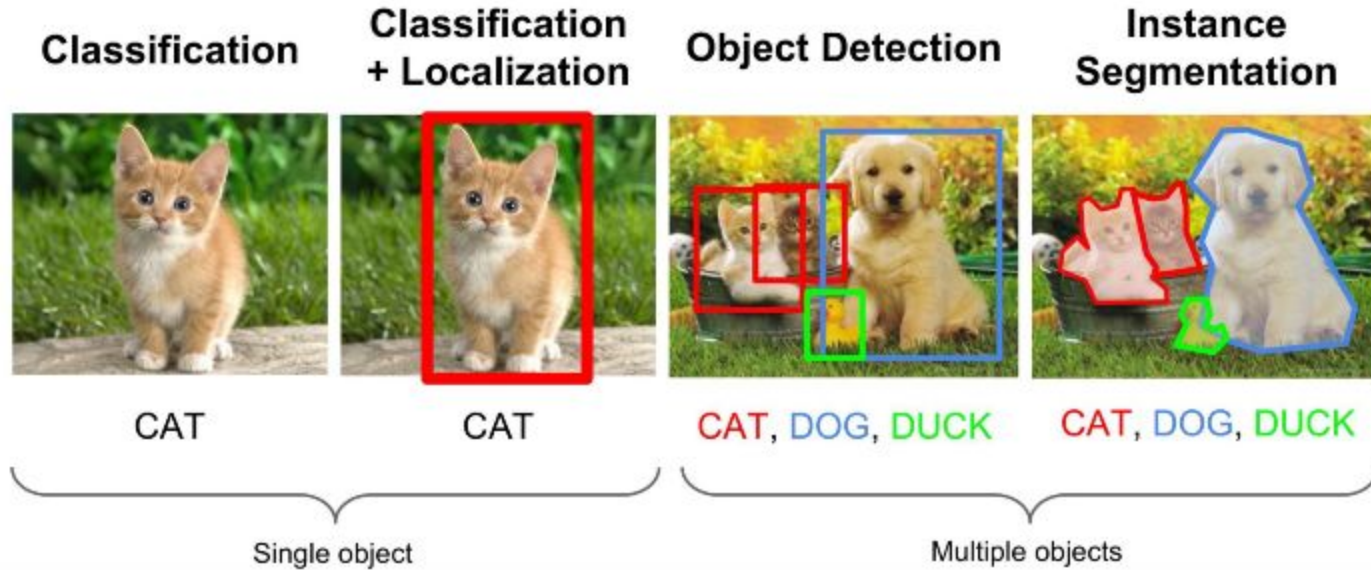 Classification
Classification
+ Localization
Object Detection
Instance
Segmentation
CAT
CAT
CAT, DOG, DUCK
CAT, DOG, DUCK
Single object
Multiple objects